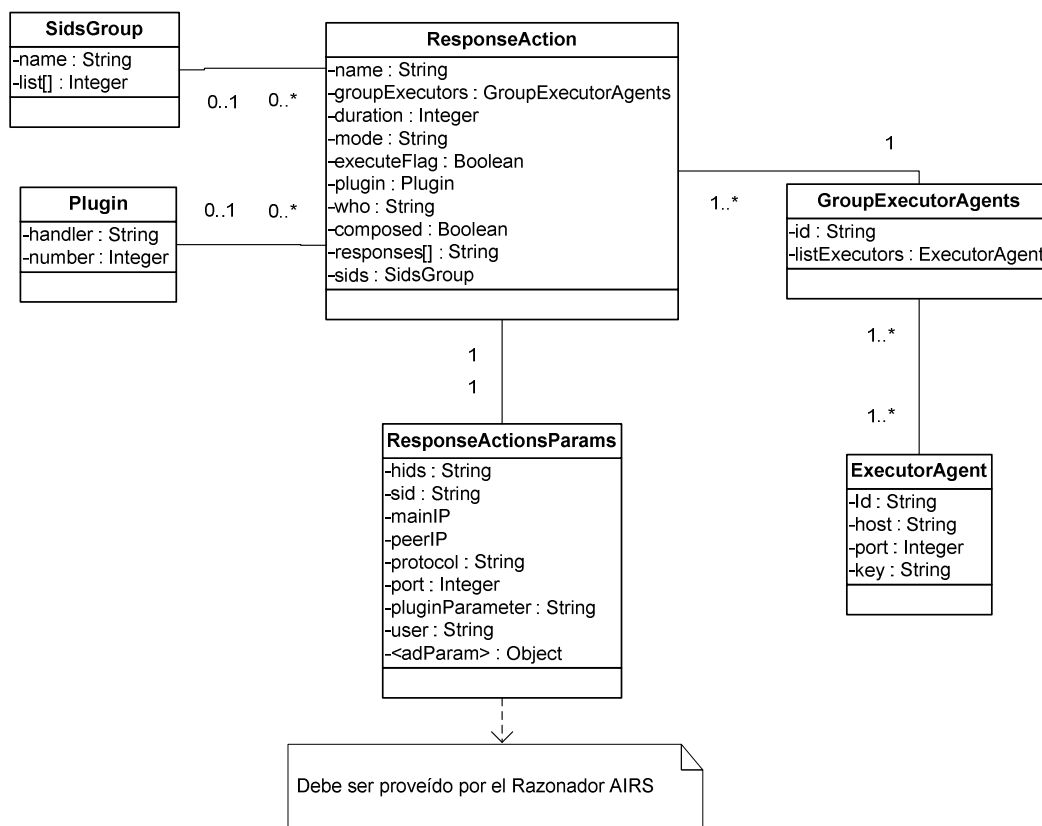 SidsGroup
-name : String
-list[] : Integer
0..1
0..*
Plugin
-handler : String
-number : Integer
0..1
0..*
ResponseAction
-name : String
-groupExecutors : GroupExecutorAgents
-duration : Integer
-mode : String
-executeFlag : Boolean
-plugin : Plugin
-who : String
-composed : Boolean
-responses[] : String
-sids : SidsGroup
1
1..*
GroupExecutorAgents
-id : String
-listExecutors : ExecutorAgent
1..*
1..*
ExecutorAgent
-Id : String
-host : String
-port : Integer
-key : String
1
1
ResponseActionsParams
-hids : String
-sid : String
-mainIP
-peerIP
-protocol : String
-port : Integer
-pluginParameter : String
-user : String
-<adParam> : Object
Debe ser proveído por el Razonador AIRS